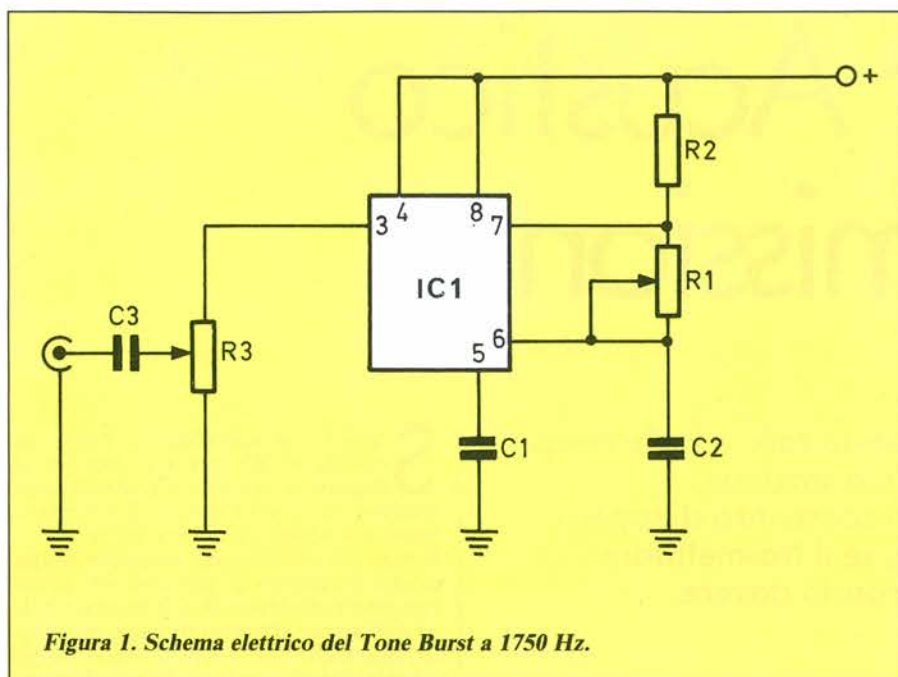 +
R2
3
4
8
7
R1
IC1
C3
R3
6
5
C1
C2
Figura 1. Schema elettrico del Tone Burst a 1750 Hz.